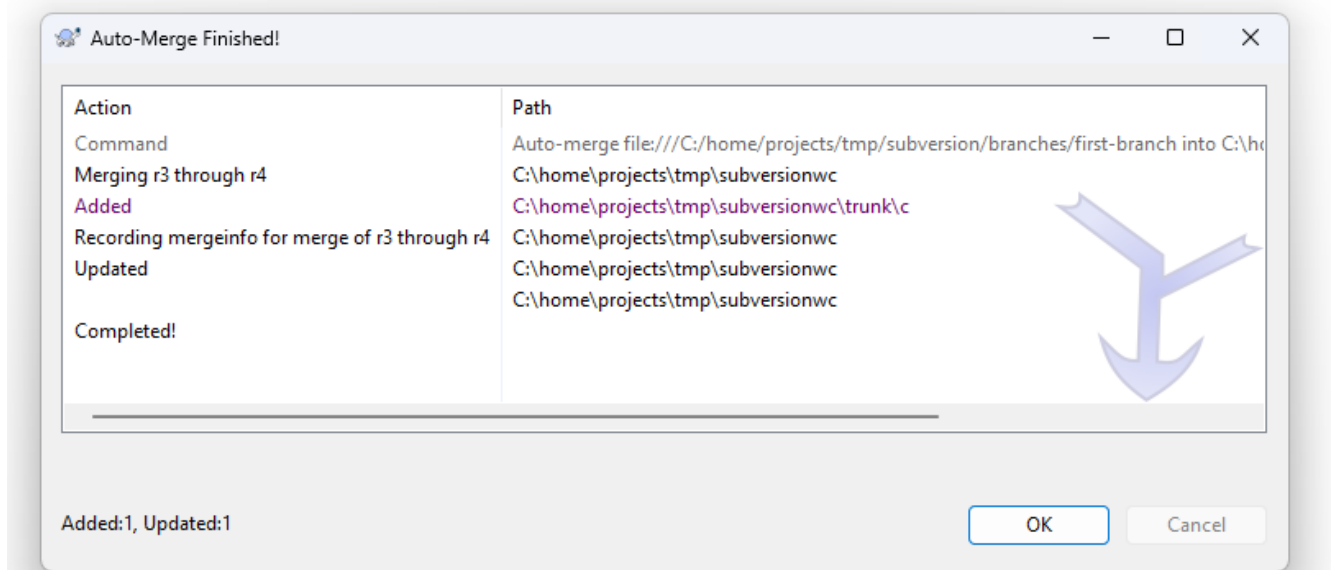 Auto-Merge Finished!
Action Path
Command Auto-merge file:///C:/home/projects/tmp/subversion/branches/first-branch into C:\h
Merging r3 through r4 C:\home\projects\tmp\subversionwc
Added C:\home\projects\tmp\subversionwc\trunk\c
Recording mergeinfo for merge of r3 through r4 C:\home\projects\tmp\subversionwc
Updated C:\home\projects\tmp\subversionwc
C:\home\projects\tmp\subversionwc
Completed!
Added:1, Updated:1
OK Cancel